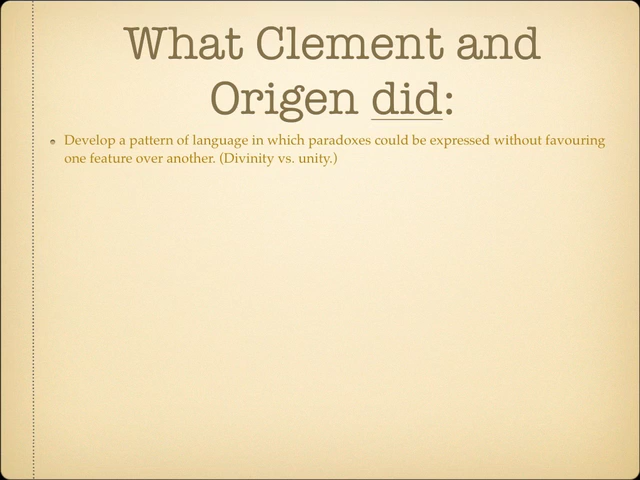 What Clement and
Origen did:
Develop a pattern of language in which paradoxes could be expressed without favouring
one feature over another. (Divinity vs. unity.)